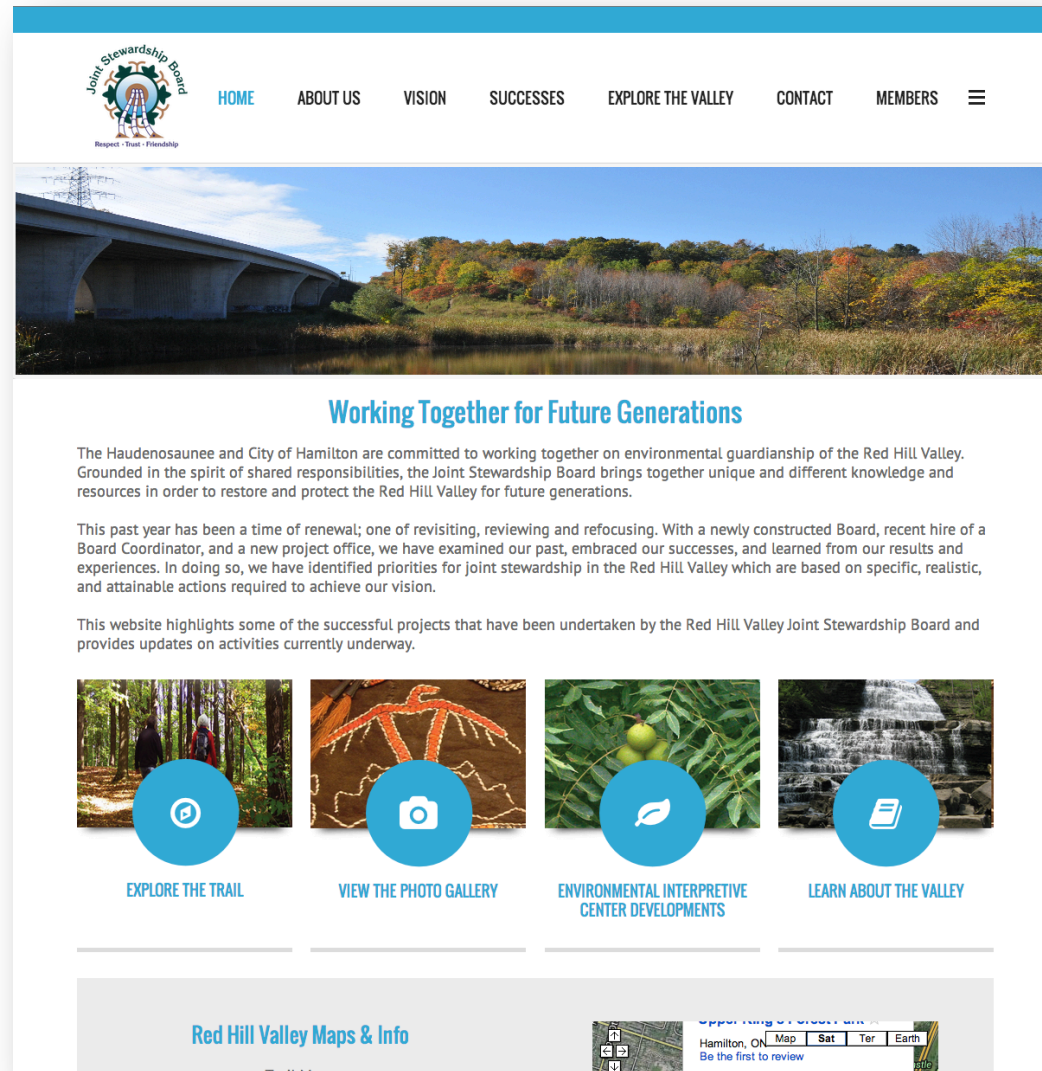 Joint Stewardship Board
Respect - Trust - Friendship
HOME ABOUT US VISION SUCCESSES EXPLORE THE VALLEY CONTACT MEMBERS
Working Together for Future Generations
The Haudenosaunee and City of Hamilton are committed to working together on environmental guardianship of the Red Hill Valley.
Grounded in the spirit of shared responsibilities, the Joint Stewardship Board brings together unique and different knowledge and
resources in order to restore and protect the Red Hill Valley for future generations.
This past year has been a time of renewal; one of revisiting, reviewing and refocusing. With a newly constructed Board, recent hire of a
Board Coordinator, and a new project office, we have examined our past, embraced our successes, and learned from our results and
experiences. In doing so, we have identified priorities for joint stewardship in the Red Hill Valley which are based on specific, realistic,
and attainable actions required to achieve our vision.
This website highlights some of the successful projects that have been undertaken by the Red Hill Valley Joint Stewardship Board and
provides updates on activities currently underway.
EXPLORE THE TRAIL
VIEW THE PHOTO GALLERY
ENVIRONMENTAL INTERPRETIVE
CENTER DEVELOPMENTS
LEARN ABOUT THE VALLEY
Red Hill Valley Maps & Info
Upper King's Forest Park
Hamilton, ON
Map Sat Ter Earth
Be the first to review